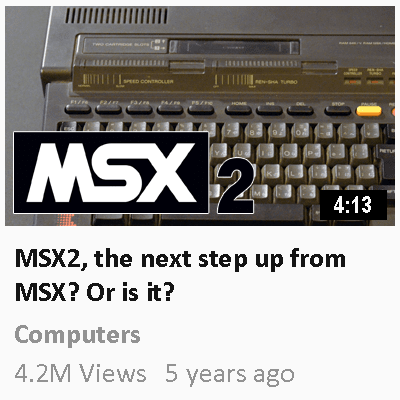 TWO CARTRIDGE SLOTS
SPEED CONTROLLER
REN-SHA TURBO
F1/F6
F2/F7
F3/F8
F4/F9
F5/F10
HOME
INS
DEL
STOP
PAUSE
MSX 2
4:13
MSX2, the next step up from
MSX? Or is it?
Computers
4.2M Views 5 years ago